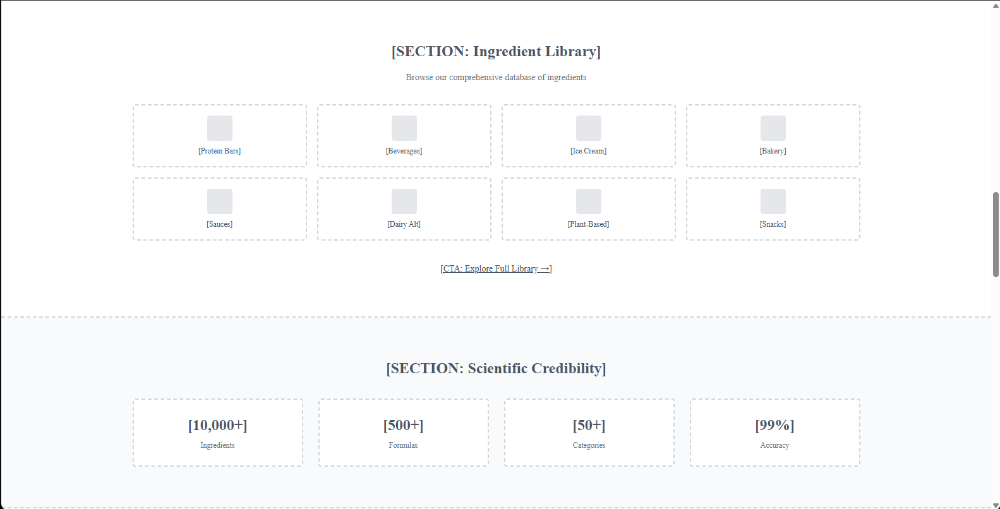 [SECTION: Ingredient Library]
Browse our comprehensive database of ingredients
[Protein Bars]
[Beverages]
[Ice Cream]
[Bakery]
[Sauces]
[Dairy Alt]
[Plant-Based]
[Snacks]
[CTA: Explore Full Library →]
[SECTION: Scientific Credibility]
[10,000+]
Ingredients
[500+]
Formulas
[50+]
Categories
[99%]
Accuracy